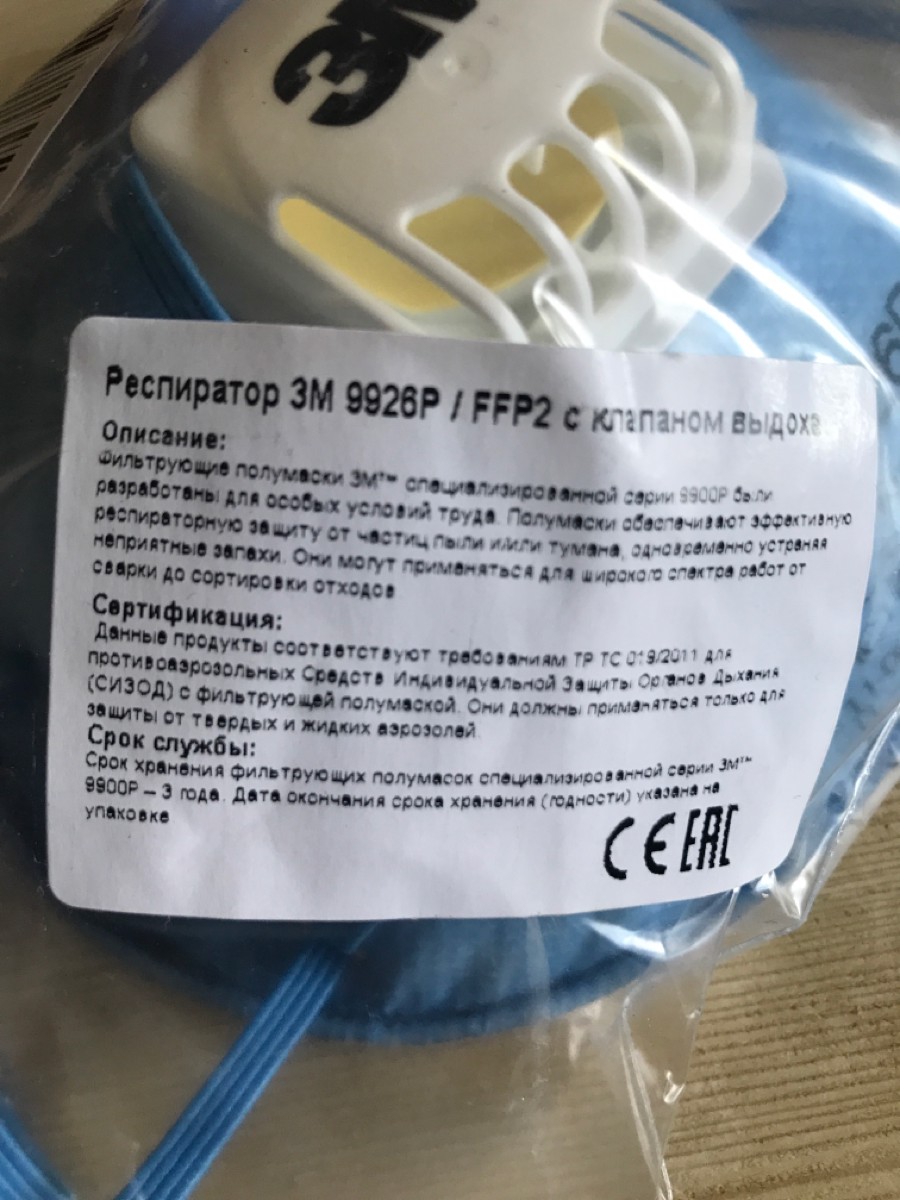 3M
Респиратор 3М 9926Р / FFP2 с клапаном выдоха
Описание:
Фильтрующие полумаски 3М™ специализированной серии 9900Р были
разработаны для особых условий труда. Полумаски обеспечивают эффективную
респираторную защиту от частиц пыли и/или тумана, одновременно устраняя
неприятные запахи. Они могут применяться для широкого спектра работ от
сварки до сортировки отходов
Сертификация:
Данные продукты соответствуют требованиям ТР ТС 019/2011 для
противоаэрозольных Средств Индивидуальной Защиты Органов Дыхания
(СИЗОД) с фильтрующей полумаской. Они должны применяться только для
защиты от твердых и жидких аэрозолей.
Срок службы:
Срок хранения фильтрующих полумасок специализированной серии 3М™
9900Р – 3 года. Дата окончания срока хранения (годности) указана на
упаковке
CE EAC